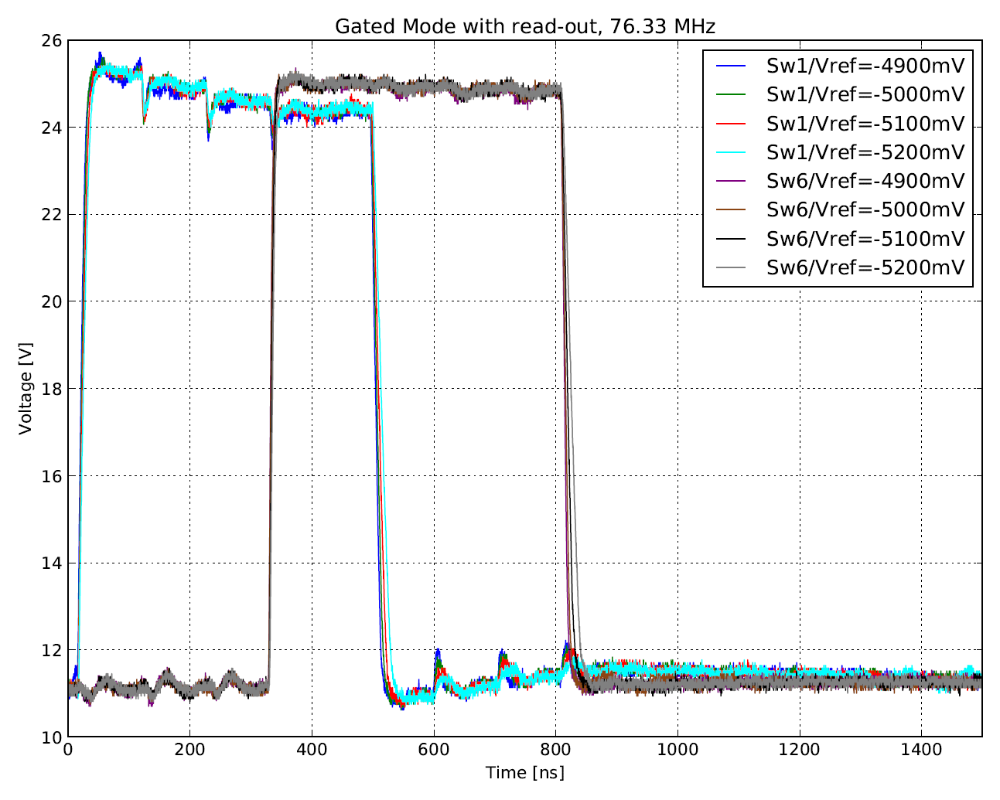 Gated Mode with read-out, 76.33 MHz
26
24
22
20
18
16
14
12
10
Voltage [V]
Sw1/Vref=-4900mV
Sw1/Vref=-5000mV
Sw1/Vref=-5100mV
Sw1/Vref=-5200mV
Sw6/Vref=-4900mV
Sw6/Vref=-5000mV
Sw6/Vref=-5100mV
Sw6/Vref=-5200mV
0 200 400 600 800 1000 1200 1400
Time [ns]